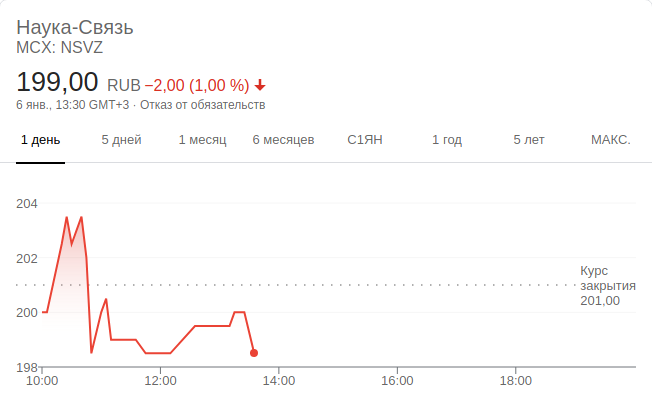 Наука-Связь
MCX: NSVZ
199,00 RUB −2,00 (1,00 %)
6 янв., 13:30 GMT+3 · Отказ от обязательств
1 день 5 дней 1 месяц 6 месяцев С1ЯН 1 год 5 лет МАКС.
204
202
Курс
закрытия
201,00
200
198
10:00 12:00 14:00 16:00 18:00